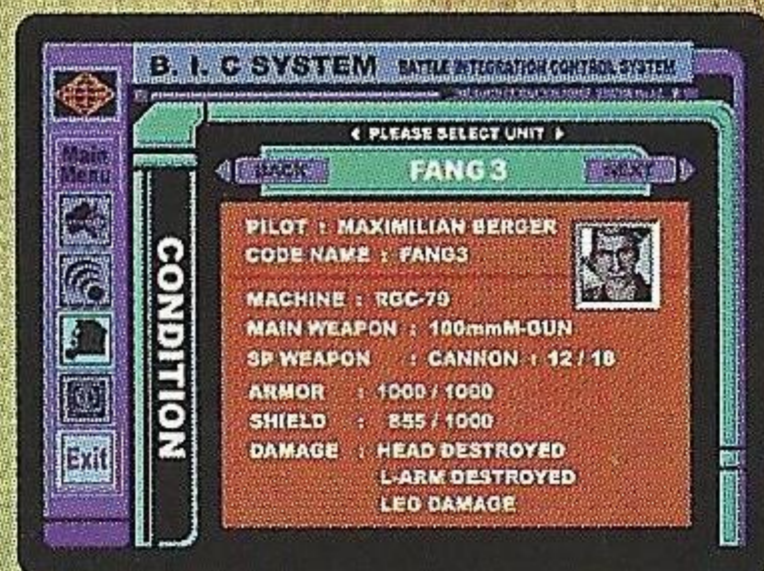 B. I. C SYSTEM BATTLE INTEGRATION CONTROL SYSTEM
◀ PLEASE SELECT UNIT ▶
BACK FANG 3 NEXT
Main
Menu
CONDITION
PILOT : MAXIMILIAN BERGER
CODE NAME : FANG3
MACHINE : RGC-79
MAIN WEAPON : 100mmM-GUN
SP WEAPON : CANNON : 12 / 18
ARMOR : 1000 / 1000
SHIELD : 855 / 1000
DAMAGE : HEAD DESTROYED
L-ARM DESTROYED
LEG DAMAGE
Exit